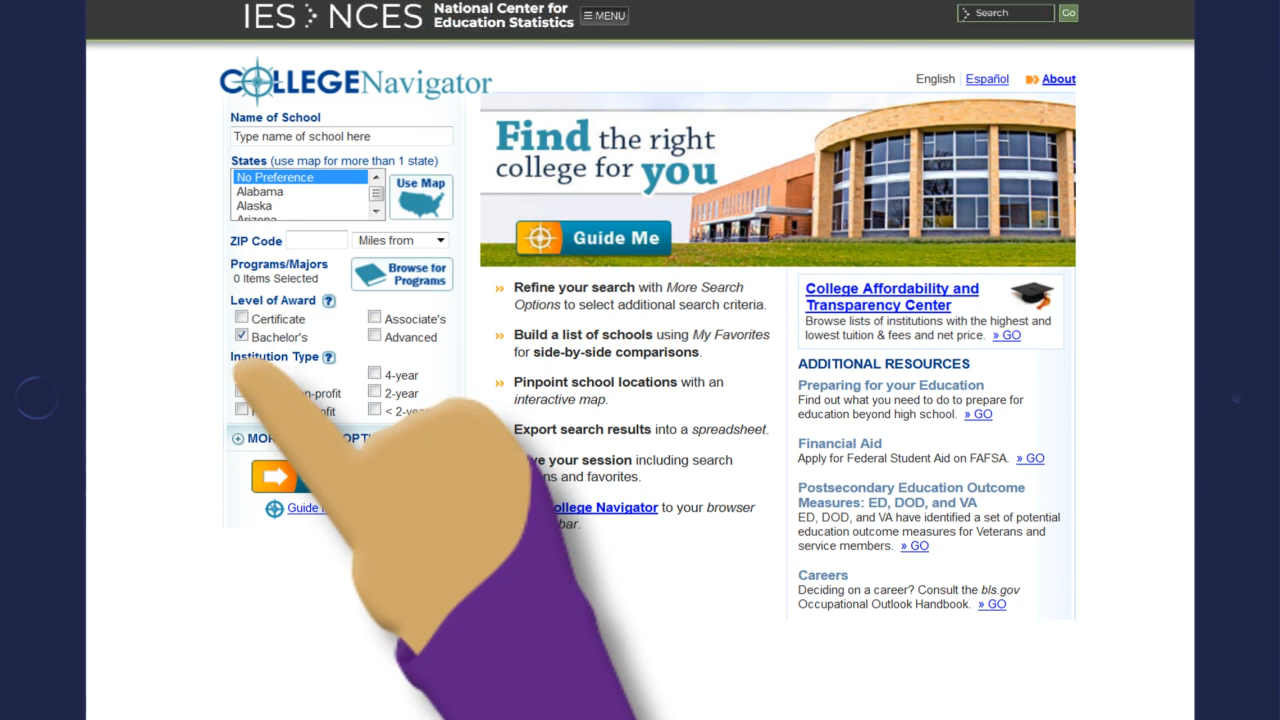 IES NCES National Center for Education Statistics
≡ MENU
Search
Go
COLLEGE Navigator
English Español About
Name of School
Type name of school here
States (use map for more than 1 state)
No Preference
Alabama
Alaska
Arizona
Use Map
ZIP Code
Miles from
Programs/Majors
0 Items Selected
Browse for Programs
Level of Award ?
Certificate Associate's
Bachelor's Advanced
Institution Type ?
4-year
2-year
Guide
Find the right
college for you
Guide Me
» Refine your search with More Search
Options to select additional search criteria.
» Build a list of schools using My Favorites
for side-by-side comparisons.
» Pinpoint school locations with an
interactive map.
Export search results into a spreadsheet.
your session including search
and favorites.
College Navigator to your browser
bar.
College Affordability and
Transparency Center
Browse lists of institutions with the highest and
lowest tuition & fees and net price. » GO
ADDITIONAL RESOURCES
Preparing for your Education
Find out what you need to do to prepare for
education beyond high school. » GO
Financial Aid
Apply for Federal Student Aid on FAFSA. » GO
Postsecondary Education Outcome
Measures: ED, DOD, and VA
ED, DOD, and VA have identified a set of potential
education outcome measures for Veterans and
service members. » GO
Careers
Deciding on a career? Consult the bls.gov
Occupational Outlook Handbook. » GO